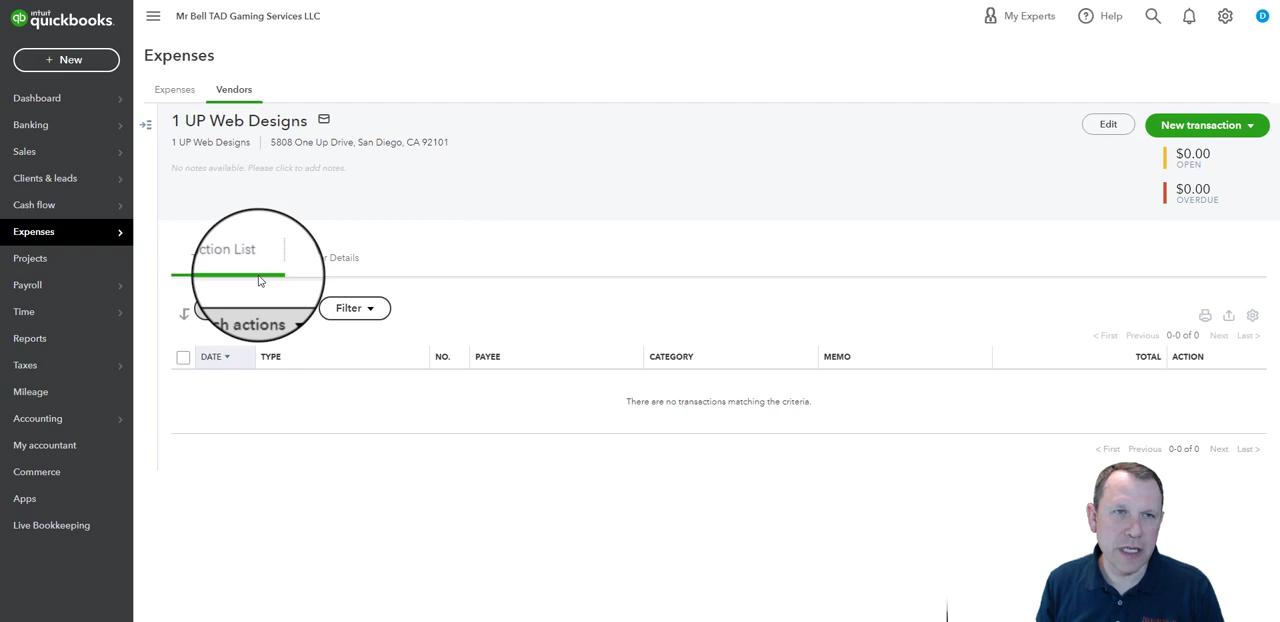 intuit
quickbooks.
Mr Bell TAD Gaming Services LLC
My Experts
Help
D
+ New
Expenses
Dashboard
Banking
Sales
Clients & leads
Cash flow
Expenses
Projects
Payroll
Time
Reports
Taxes
Mileage
Accounting
My accountant
Commerce
Apps
Live Bookkeeping
Expenses
Vendors
1 UP Web Designs
1 UP Web Designs
5808 One Up Drive, San Diego, CA 92101
No notes available. Please click to add notes.
Edit
New transaction
$0.00
OPEN
$0.00
OVERDUE
ction List
r Details
ch actions
Filter
< First Previous 0-0 of 0 Next Last >
DATE TYPE NO. PAYEE CATEGORY MEMO TOTAL ACTION
There are no transactions matching the criteria.
< First Previous 0-0 of 0 Next Last >